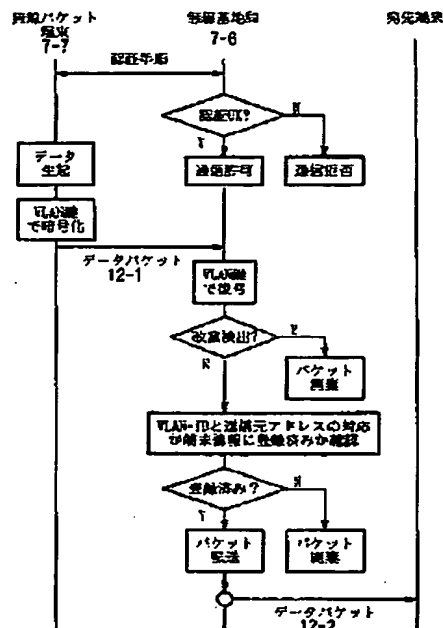 無線パケット
端末
7-7
無線基地局
7-6
宛先端末
認証手順
認証OK?
N
Y
データ
生起
通信許可
通信拒否
VLAN鍵
で暗号化
データパケット
12-1
VLAN鍵
で復号
改竄検出?
Y
N
パケット
廃棄
VLAN-IDと送信元アドレスの対応
が端末情報に登録済みか確認
登録済み?
N
Y
パケット
転送
パケット
廃棄
データパケット
12-2